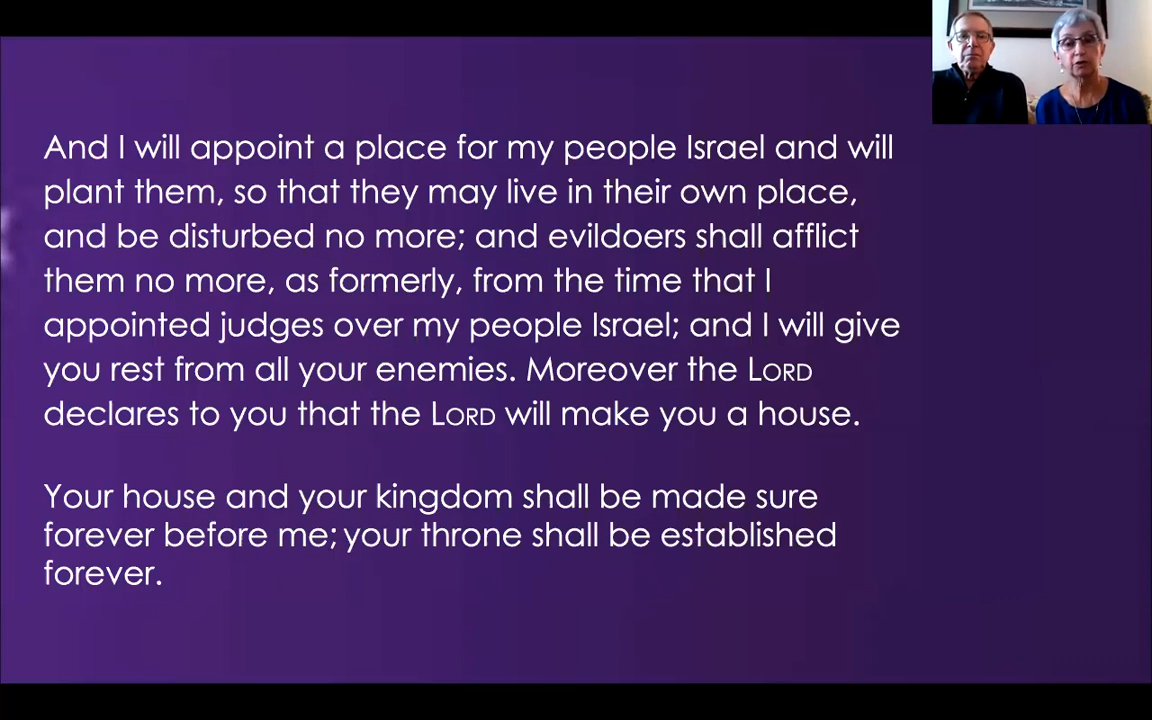 And I will appoint a place for my people Israel and will
plant them, so that they may live in their own place,
and be disturbed no more; and evildoers shall afflict
them no more, as formerly, from the time that I
appointed judges over my people Israel; and I will give
you rest from all your enemies. Moreover the LORD
declares to you that the LORD will make you a house.
Your house and your kingdom shall be made sure
forever before me; your throne shall be established
forever.